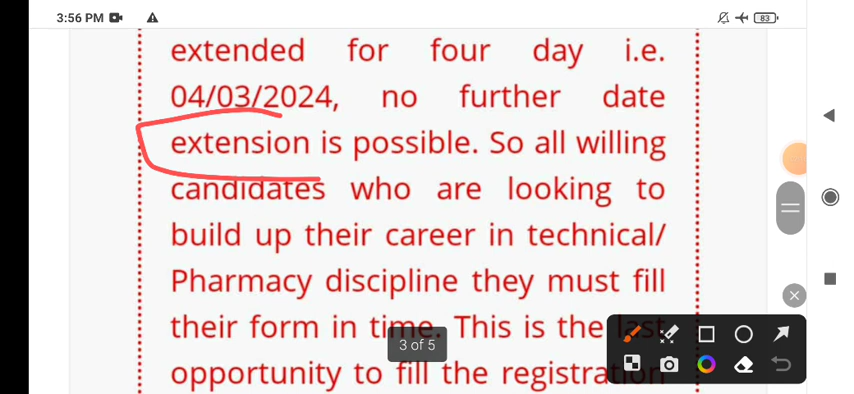 3:56 PM
83
extended for four day i.e.
04/03/2024, no further date
extension is possible. So all willing
candidates who are looking to
build up their career in technical/
Pharmacy discipline they must fill
their form in time. This is the last
3 of 5
opportunity to fill the registration